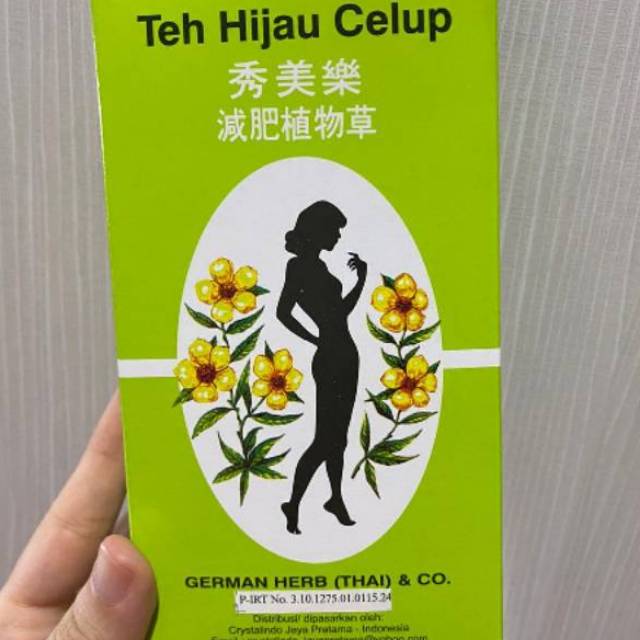 Teh Hijau Celup
秀美樂
減肥植物草
GERMAN HERB (THAI) & CO.
P-IRT No. 3.10.1275.01.0115.24
Distribusi/ dipasarkan oleh:
Crystalindo Jaya Pratama - Indonesia